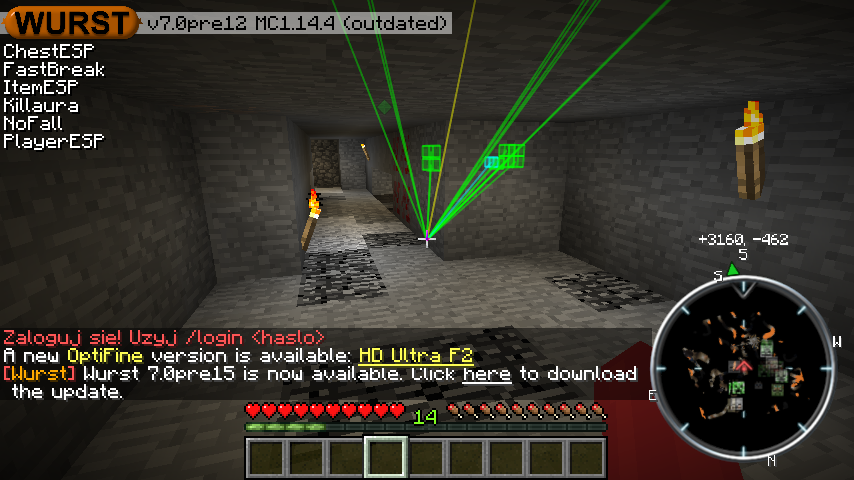 WURST v7.0pre12 MC1.14.4 (outdated)
ChestESP
FastBreak
ItemESP
Killaura
NoFall
PlayerESP
+3160, -462
5
S
W
E
N
Zaloguj sie! Uzyj /login <haslo>
A new OptiFine version is available: HD Ultra F2
[Wurst] Wurst 7.0pre15 is now available. Click here to download
the update.
14